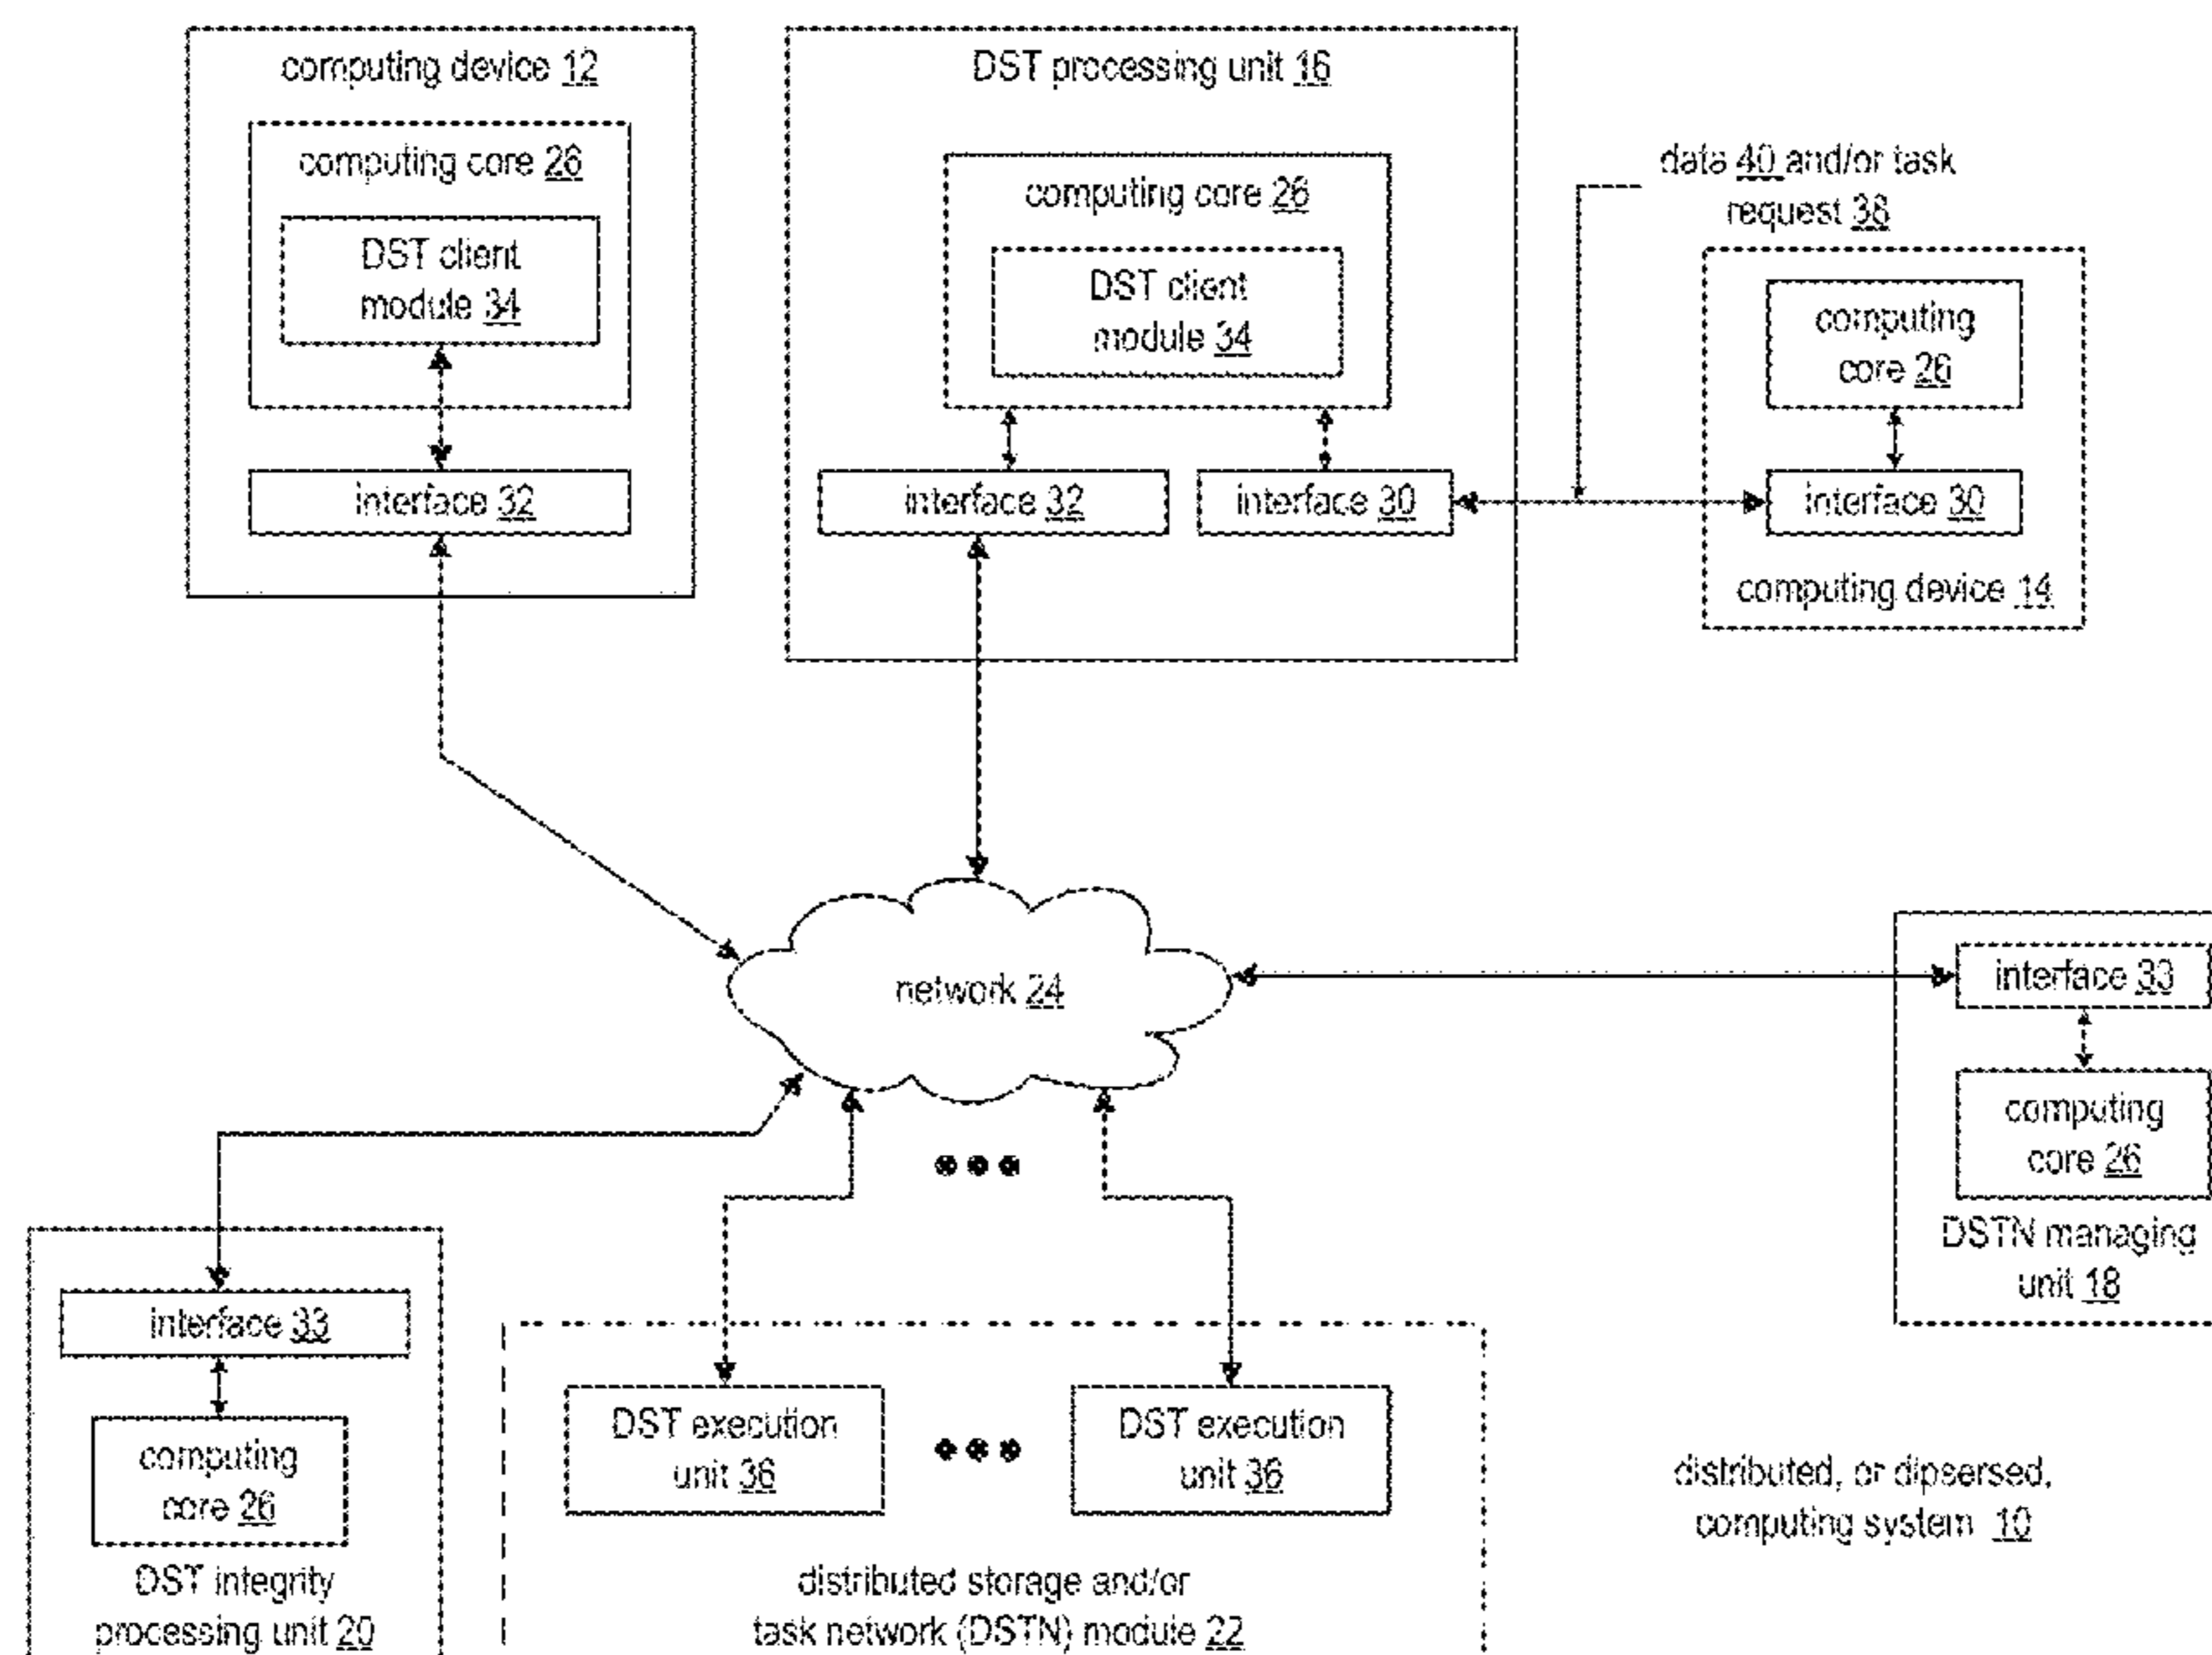 computing device 12
computing core 26
DST client
module 34
interface 32
DST processing unit 16
computing core 26
DST client
module 34
interface 32
interface 30
data 40 and/or task
request 38
computing
core 26
interface 30
computing device 14
network 24
interface 33
computing
core 26
DSTN managing
unit 18
interface 33
computing
core 26
DST integrity
processing unit 20
DST execution
unit 36
DST execution
unit 36
distributed storage and/or
task network (DSTN) module 22
distributed, or dipsersed,
computing system 10